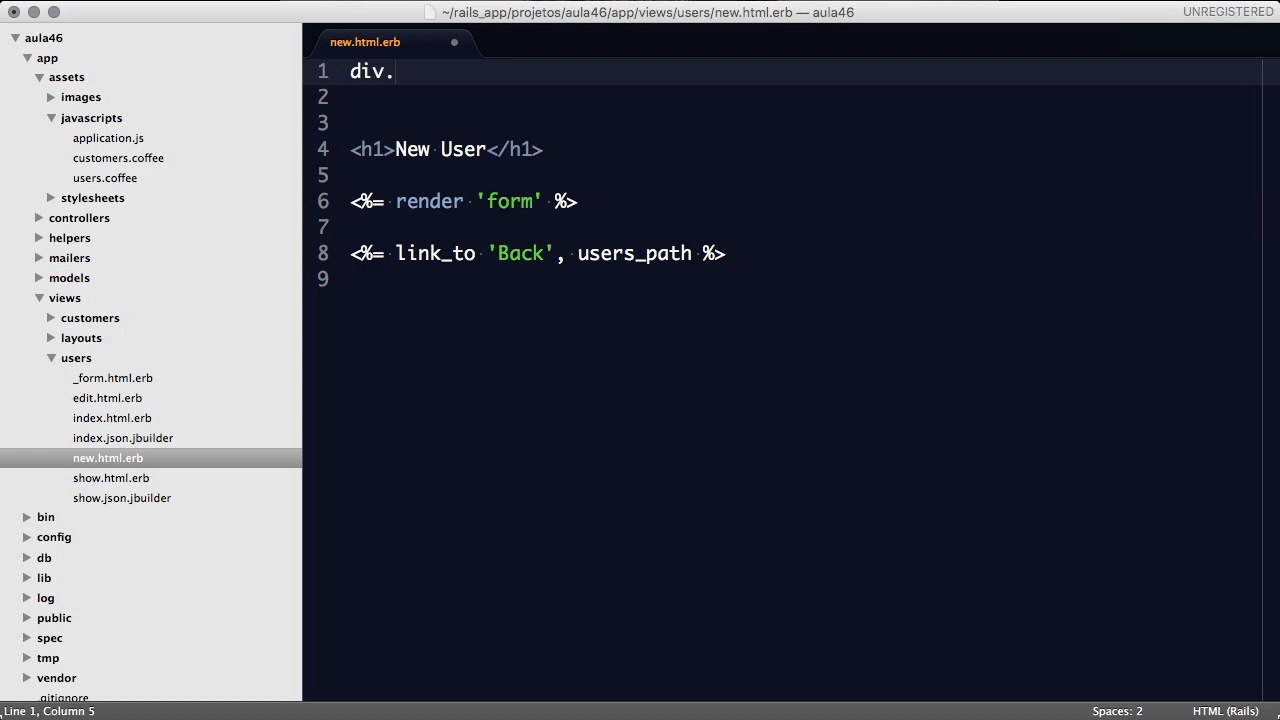 ~/rails_app/projetos/aula46/app/views/users/new.html.erb — aula46
UNREGISTERED
aula46
app
assets
images
javascripts
application.js
customers.coffee
users.coffee
stylesheets
controllers
helpers
mailers
models
views
customers
layouts
users
_form.html.erb
edit.html.erb
index.html.erb
index.json.jbuilder
new.html.erb
show.html.erb
show.json.jbuilder
bin
config
db
lib
log
public
spec
tmp
vendor
.gitignore
new.html.erb
1 div.
2
3
4 <h1>New User</h1>
5
6 <%= render 'form' %>
7
8 <%= link_to 'Back', users_path %>
9
Line 1, Column 5
Spaces: 2
HTML (Rails)